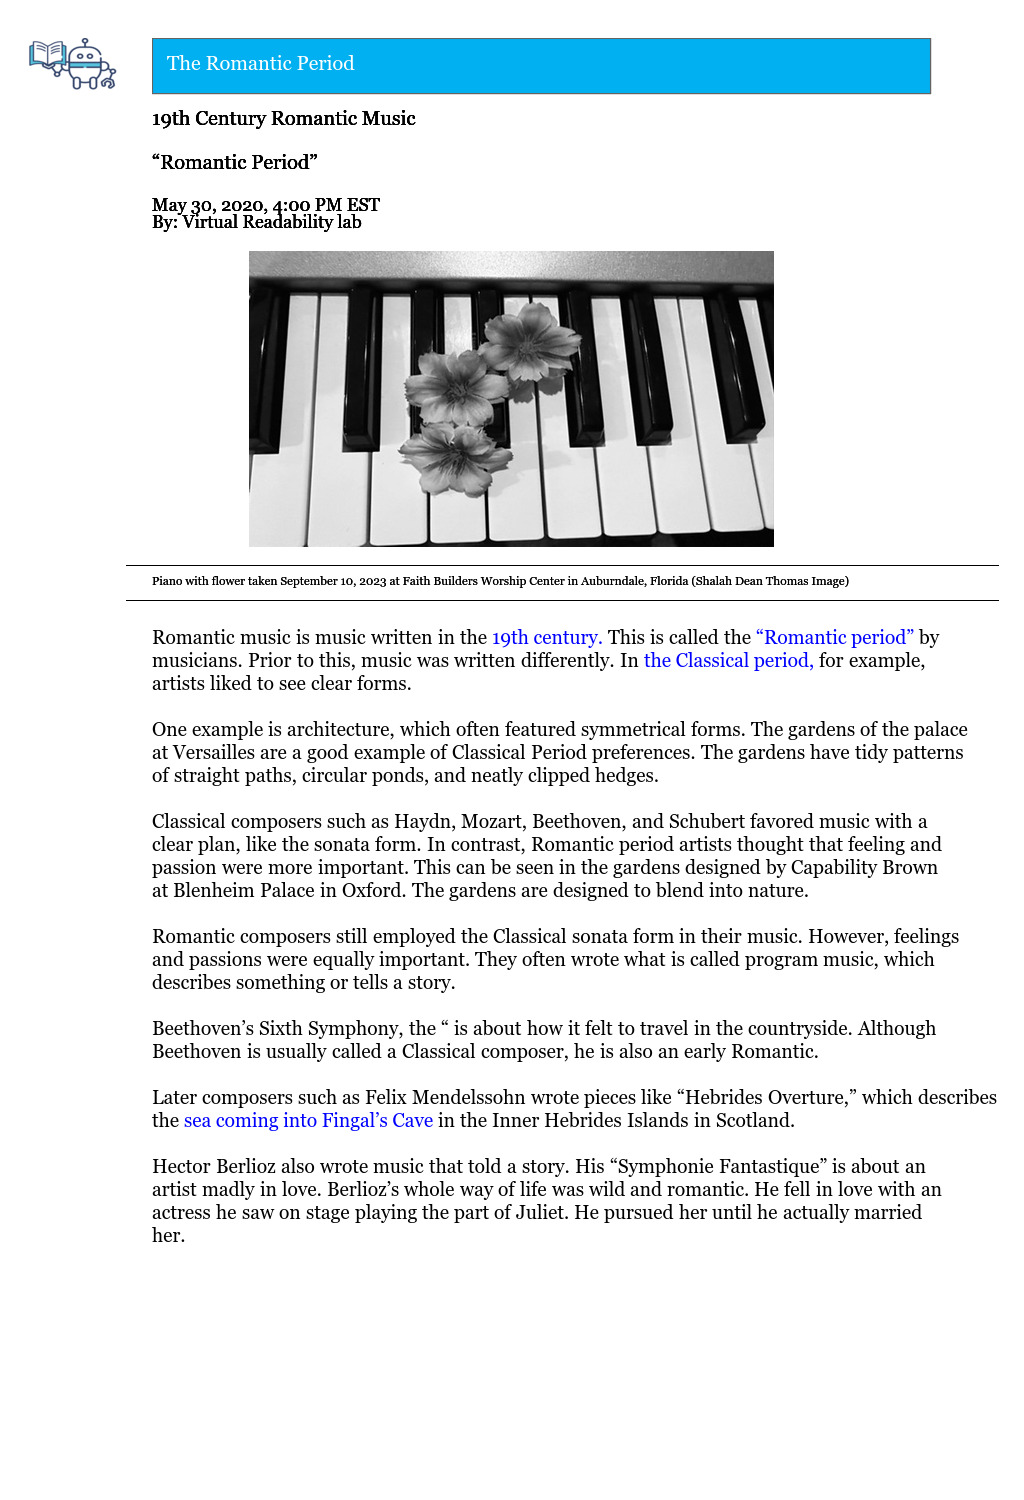 The Romantic Period
19th Century Romantic Music
“Romantic Period”
May 30, 2020, 4:00 PM EST
By: Virtual Readability lab
Piano with flower taken September 10, 2023 at Faith Builders Worship Center in Auburndale, Florida (Shalah Dean Thomas Image)
Romantic music is music written in the 19th century. This is called the “Romantic period” by
musicians. Prior to this, music was written differently. In the Classical period, for example,
artists liked to see clear forms.
One example is architecture, which often featured symmetrical forms. The gardens of the palace
at Versailles are a good example of Classical Period preferences. The gardens have tidy patterns
of straight paths, circular ponds, and neatly clipped hedges.
Classical composers such as Haydn, Mozart, Beethoven, and Schubert favored music with a
clear plan, like the sonata form. In contrast, Romantic period artists thought that feeling and
passion were more important. This can be seen in the gardens designed by Capability Brown
at Blenheim Palace in Oxford. The gardens are designed to blend into nature.
Romantic composers still employed the Classical sonata form in their music. However, feelings
and passions were equally important. They often wrote what is called program music, which
describes something or tells a story.
Beethoven’s Sixth Symphony, the “ is about how it felt to travel in the countryside. Although
Beethoven is usually called a Classical composer, he is also an early Romantic.
Later composers such as Felix Mendelssohn wrote pieces like “Hebrides Overture,” which describes
the sea coming into Fingal’s Cave in the Inner Hebrides Islands in Scotland.
Hector Berlioz also wrote music that told a story. His “Symphonie Fantastique” is about an
artist madly in love. Berlioz’s whole way of life was wild and romantic. He fell in love with an
actress he saw on stage playing the part of Juliet. He pursued her until he actually married
her.